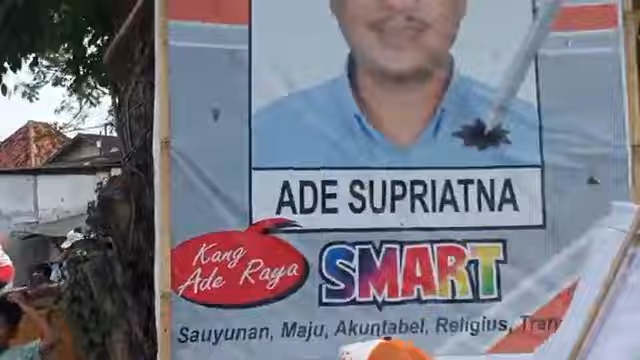 ADE SUPRIATNA
Kang
Ade Raya
SMART
Sauyunan, Maju, Akuntabel, Religius,